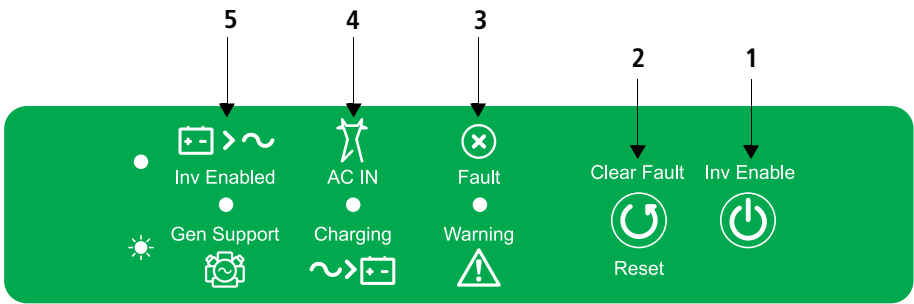 5 4 3 2 1
Inv Enabled AC IN Fault Clear Fault Inv Enable
Gen Support Charging Warning
Reset